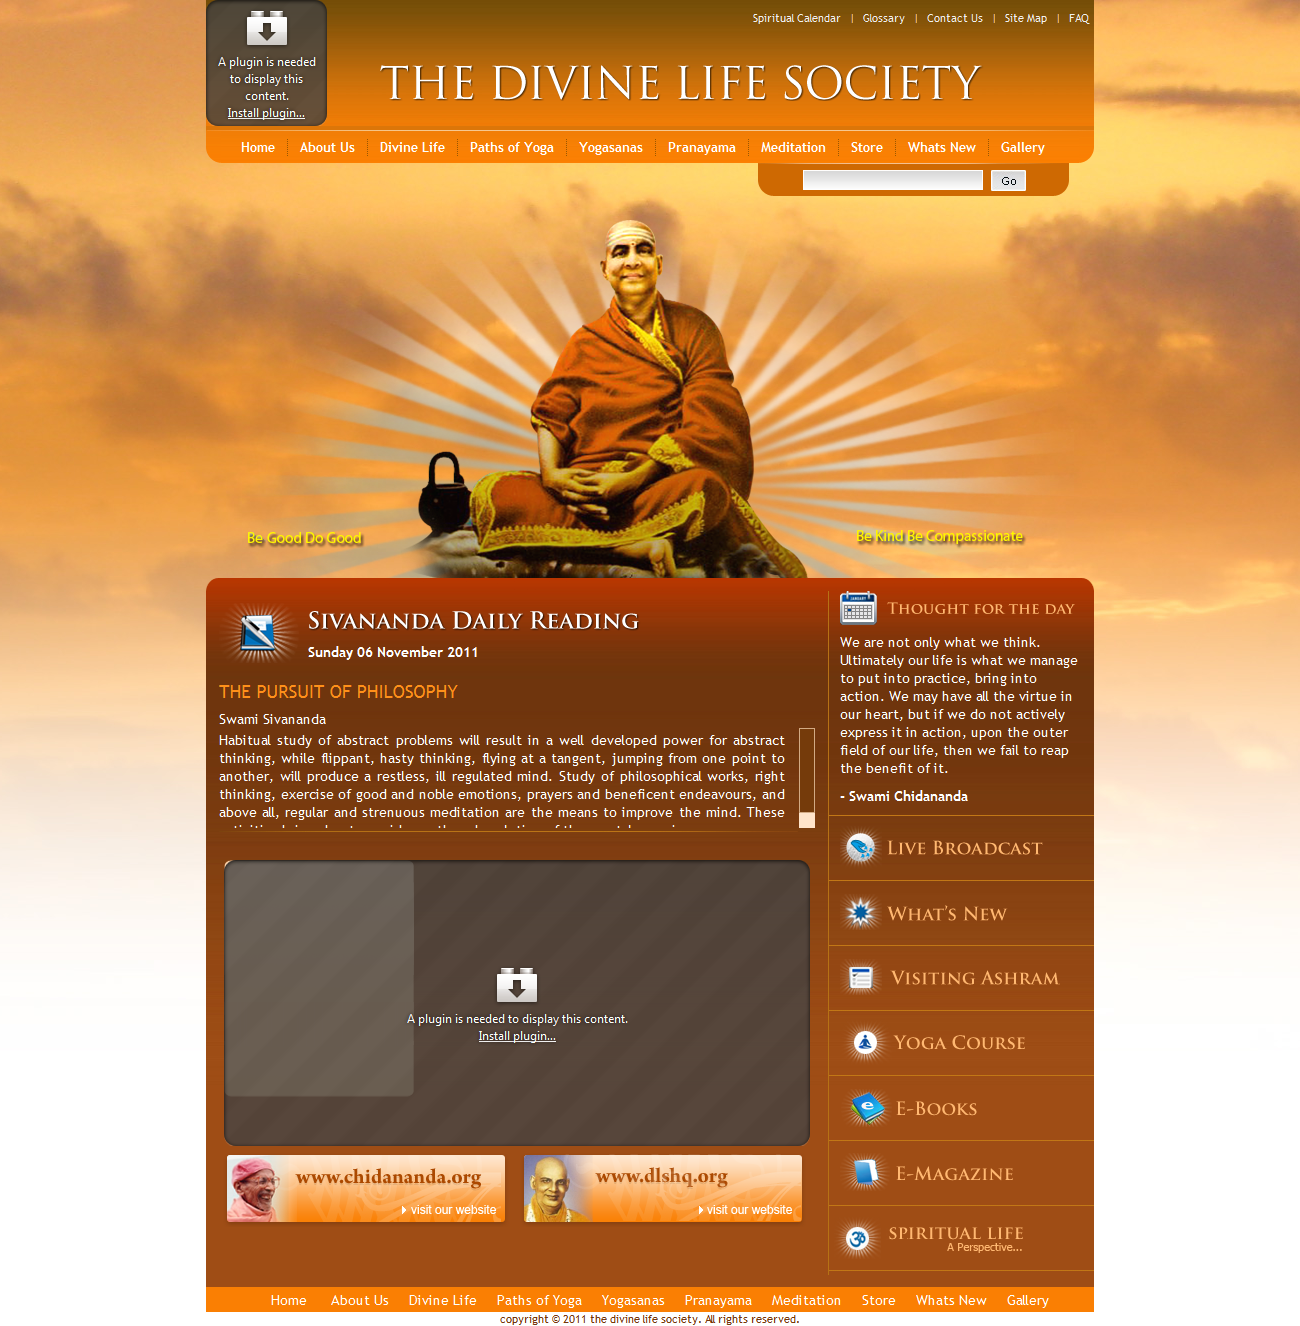 A plugin is needed
to display this
content.
Install plugin...
Spiritual Calendar | Glossary | Contact Us | Site Map | FAQ
THE DIVINE LIFE SOCIETY
Home About Us Divine Life Paths of Yoga Yogasanas Pranayama Meditation Store Whats New Gallery
Go
Be Good Do Good
Be Kind Be Compassionate
SIVANANDA DAILY READING
Sunday 06 November 2011
THE PURSUIT OF PHILOSOPHY
Swami Sivananda
Habitual study of abstract problems will result in a well developed power for abstract
thinking, while flippant, hasty thinking, flying at a tangent, jumping from one point to
another, will produce a restless, ill regulated mind. Study of philosophical works, right
thinking, exercise of good and noble emotions, prayers and beneficent endeavours, and
above all, regular and strenuous meditation are the means to improve the mind. These
JANUARY
THOUGHT FOR THE DAY
We are not only what we think.
Ultimately our life is what we manage
to put into practice, bring into
action. We may have all the virtue in
our heart, but if we do not actively
express it in action, upon the outer
field of our life, then we fail to reap
the benefit of it.
- Swami Chidananda
LIVE BROADCAST
WHAT'S NEW
VISITING ASHRAM
YOGA COURSE
e
E-BOOKS
E-MAGAZINE
ॐ
SPIRITUAL LIFE
A Perspective...
A plugin is needed to display this content.
Install plugin...
www.chidananda.org
visit our website
www.dlshq.org
visit our website
Home About Us Divine Life Paths of Yoga Yogasanas Pranayama Meditation Store Whats New Gallery
copyright © 2011 the divine life society. All rights reserved.